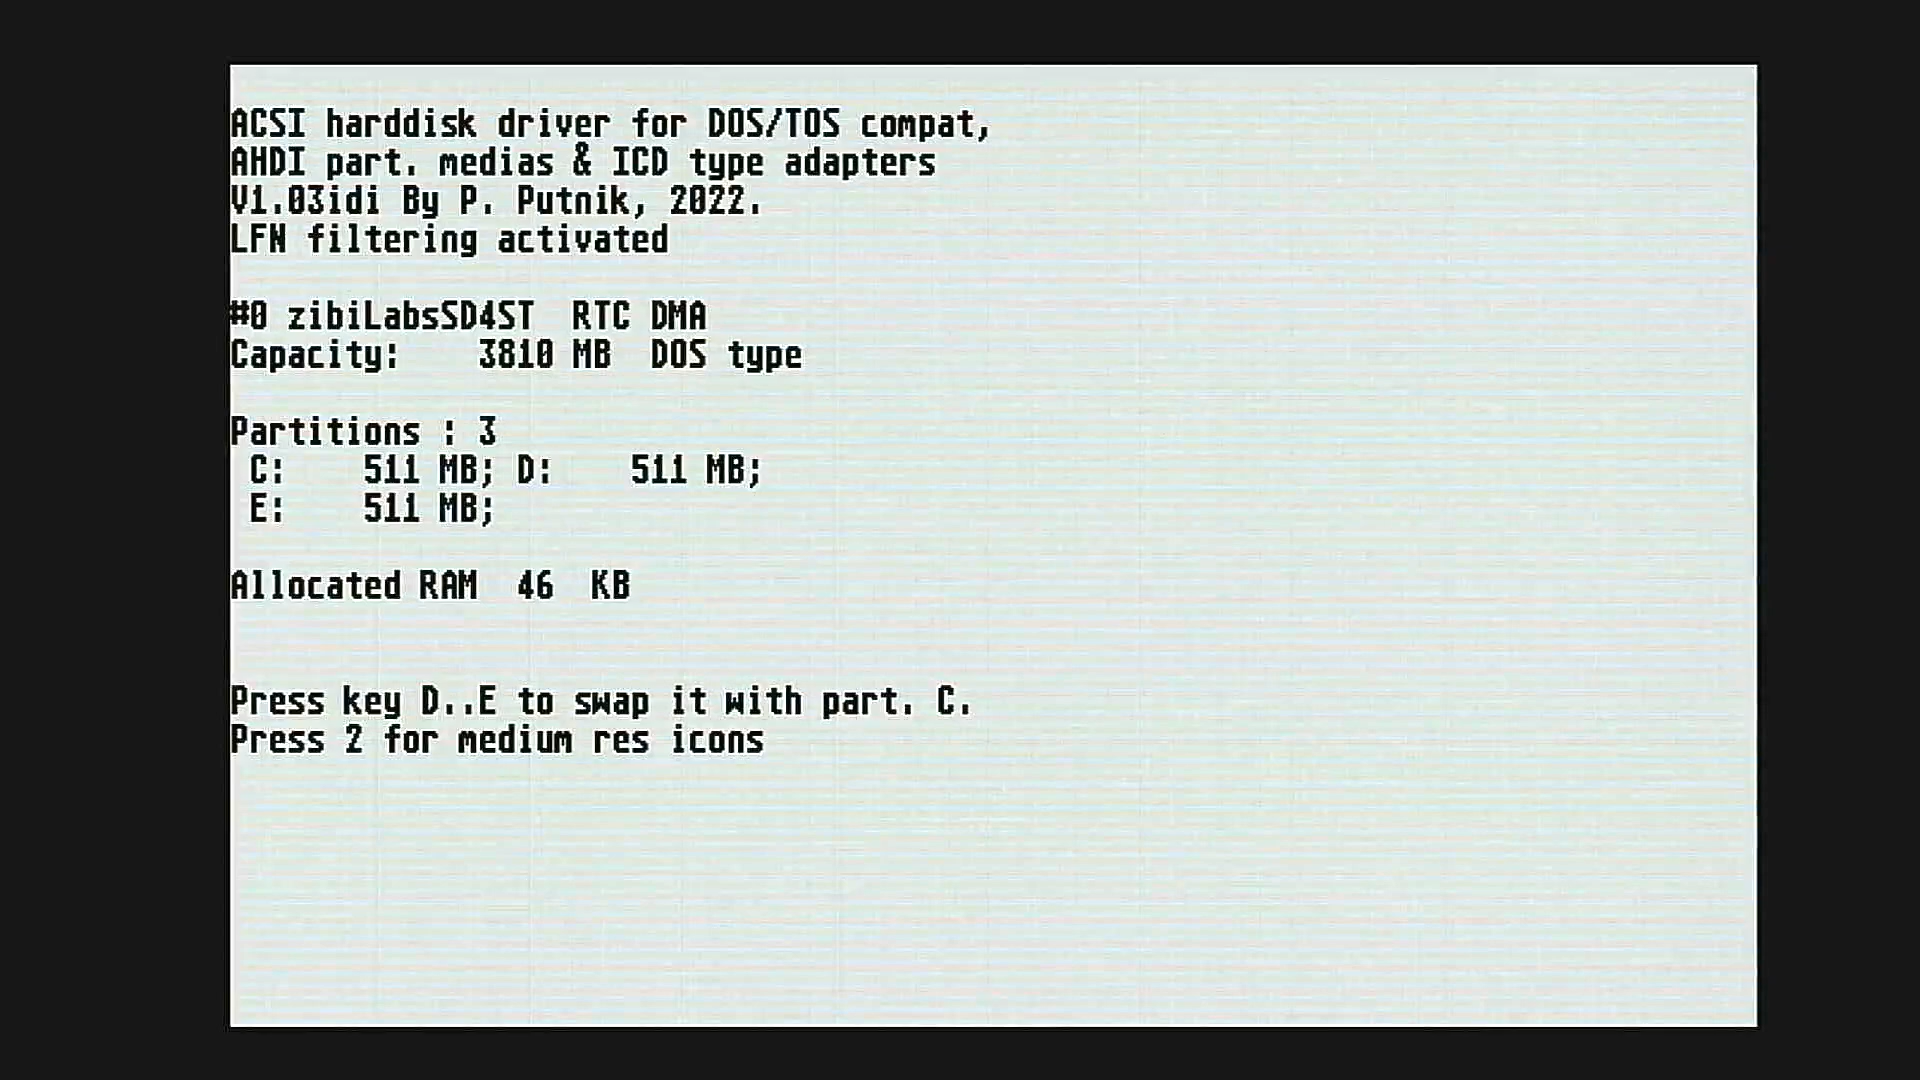 ACSI harddisk driver for DOS/TOS compat,
AHDI part. medias & ICD type adapters
V1.03idi By P. Putnik, 2022.
LFN filtering activated
#0 zibiLabsSD4ST  RTC DMA
Capacity:    3810 MB  DOS type
Partitions : 3
C:    511 MB; D:    511 MB;
E:    511 MB;
Allocated RAM  46  KB
Press key D..E to swap it with part. C.
Press 2 for medium res icons